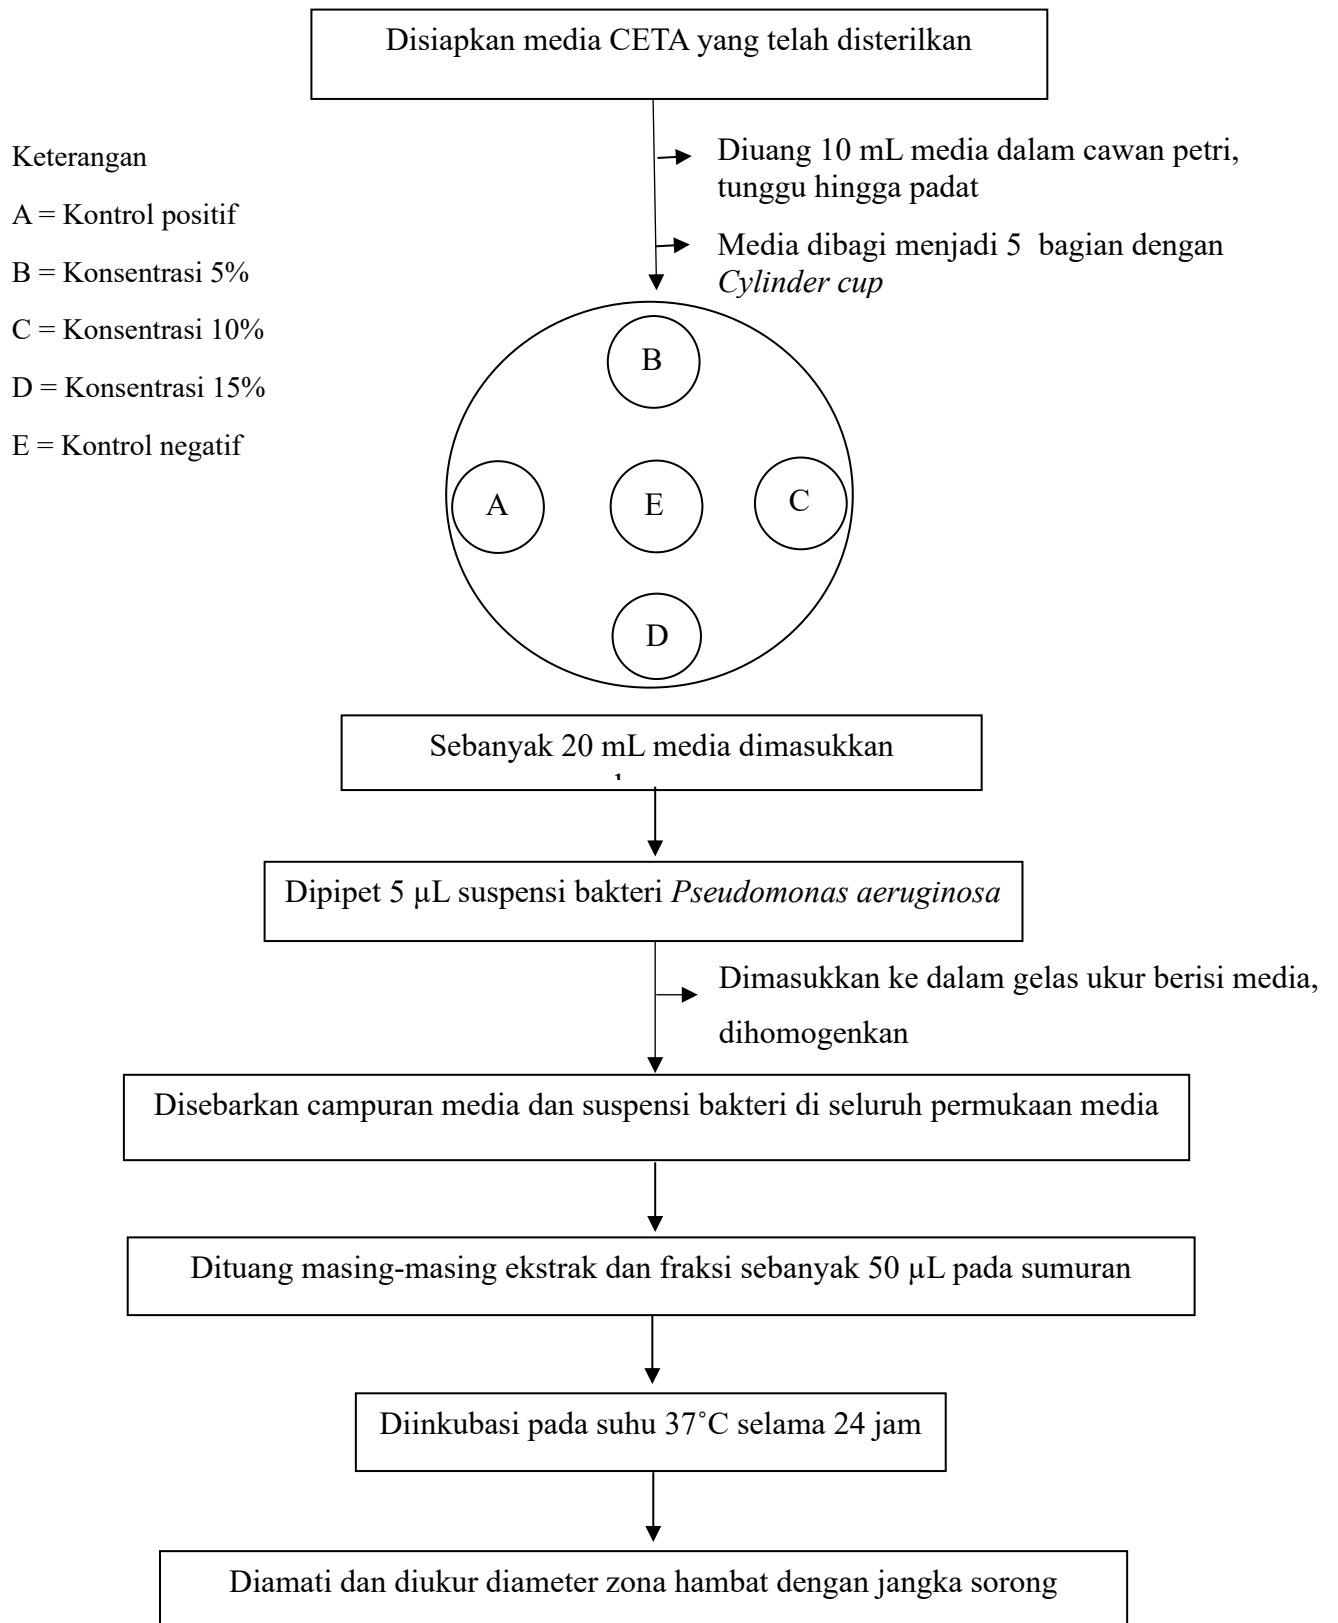 Disiapkan media CETA yang telah disterilkan
Keterangan
A = Kontrol positif
B = Konsentrasi 5%
C = Konsentrasi 10%
D = Konsentrasi 15%
E = Kontrol negatif
Diuang 10 mL media dalam cawan petri,
tunggu hingga padat
Media dibagi menjadi 5 bagian dengan
Cylinder cup
B
A
E
C
D
Sebanyak 20 mL media dimasukkan
Dipipet 5 µL suspensi bakteri Pseudomonas aeruginosa
Dimasukkan ke dalam gelas ukur berisi media,
dihomogenkan
Disebarkan campuran media dan suspensi bakteri di seluruh permukaan media
Dituang masing-masing ekstrak dan fraksi sebanyak 50 µL pada sumuran
Diinkubasi pada suhu 37˚C selama 24 jam
Diamati dan diukur diameter zona hambat dengan jangka sorong